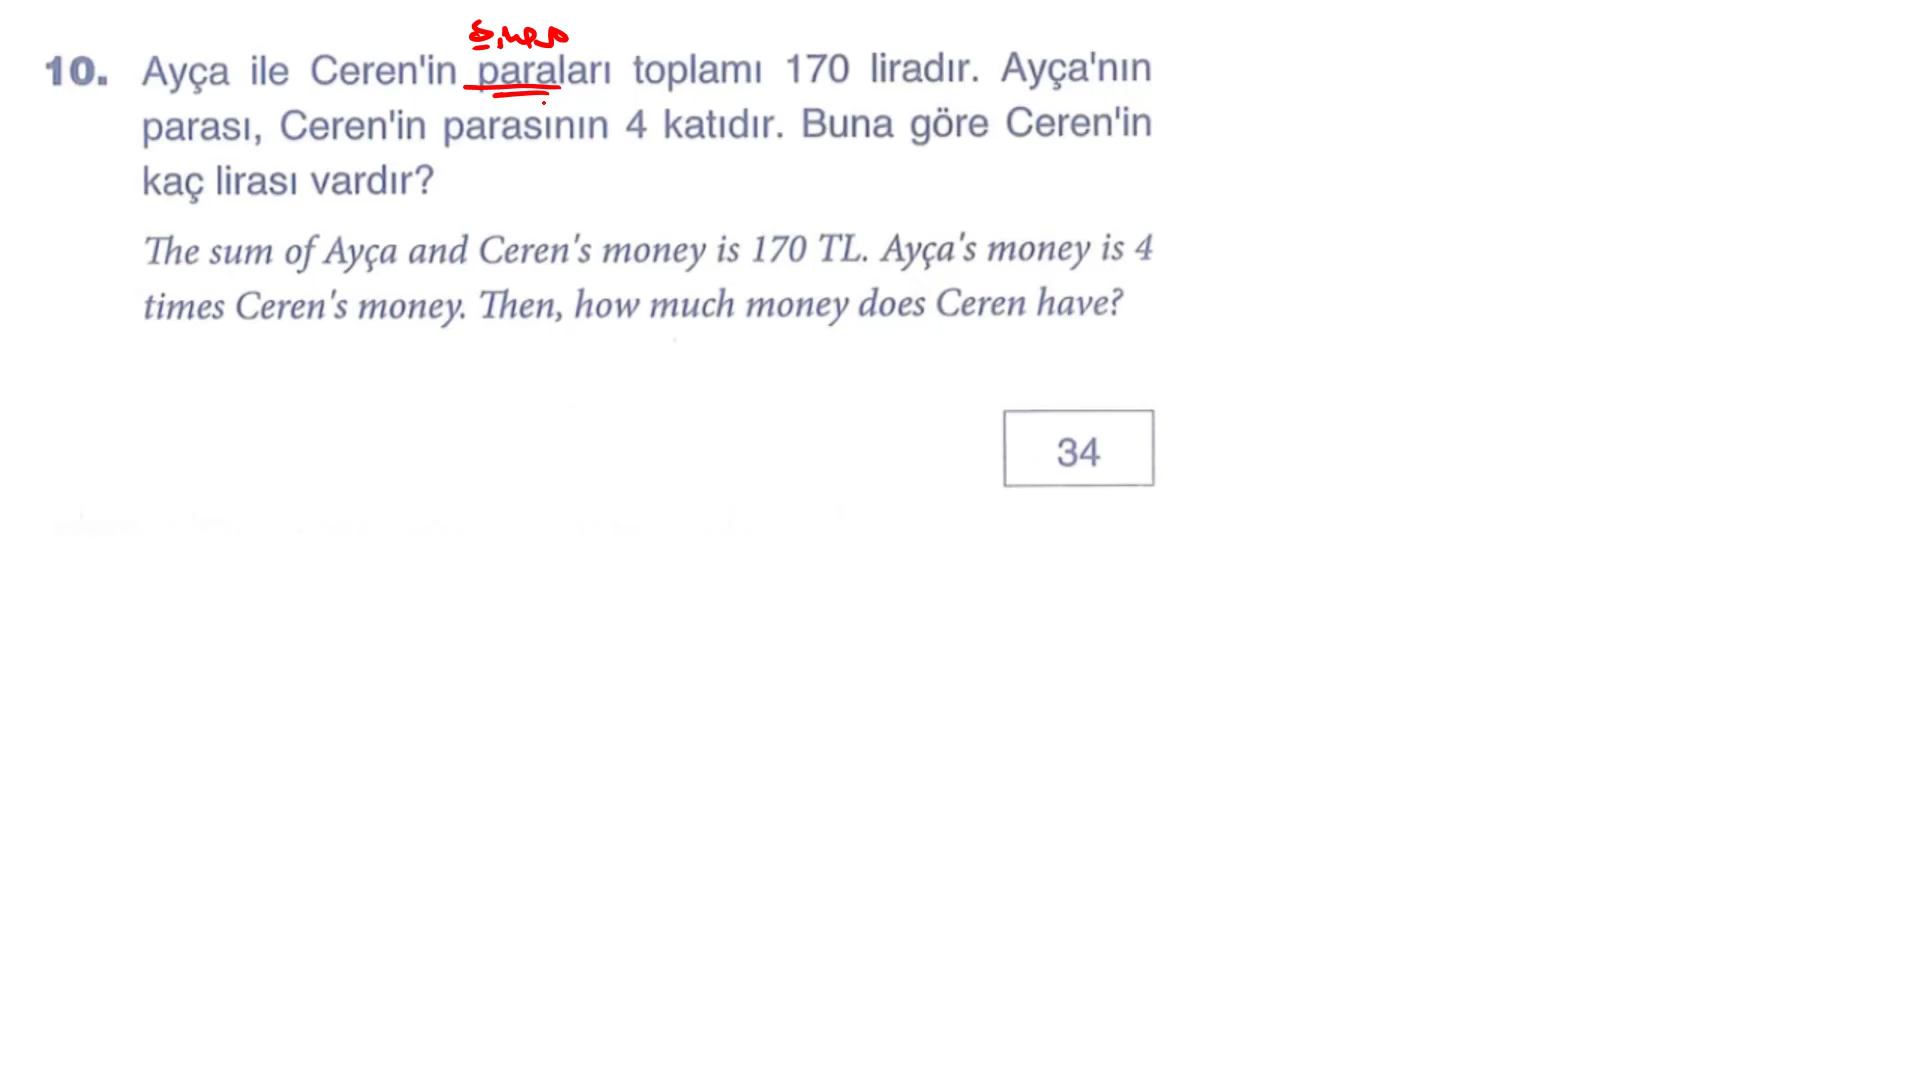 10. Ayça ile Ceren'in paraları toplamı 170 liradır. Ayça'nın
parası, Ceren'in parasının 4 katıdır. Buna göre Ceren'in
kaç lirası vardır?
The sum of Ayça and Ceren's money is 170 TL. Ayça's money is 4
times Ceren's money. Then, how much money does Ceren have?
34